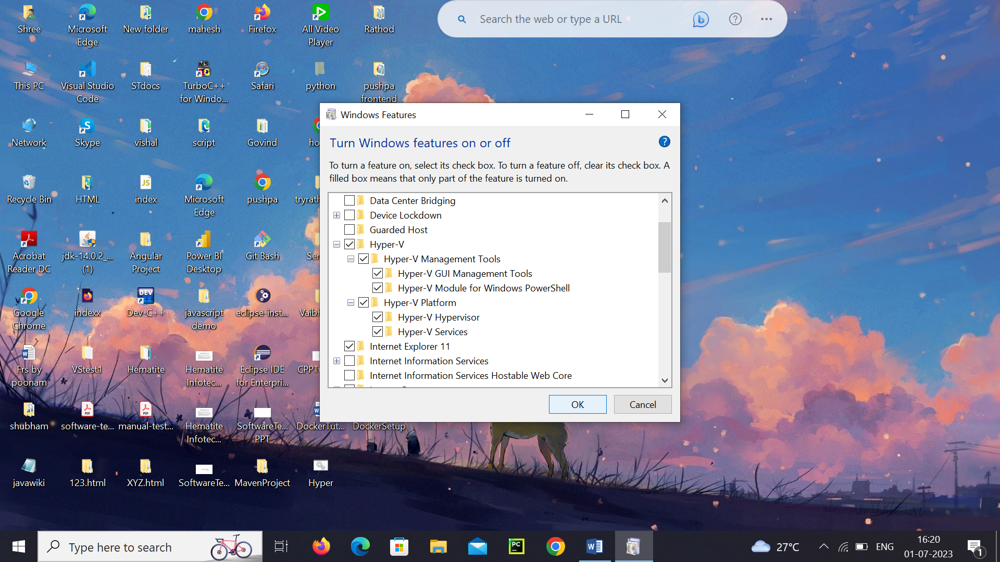 Shree
Microsoft
Edge
New folder
mahesh
Firefox
All Video
Player
Rathod
Search the web or type a URL
This PC
Visual Studio
Code
STdocs
MS
TurboC++
for Windo...
Safari
python
pushpa
frontend
Network
Skype
vishal
script
Govind
ho
Recycle Bin
HTML
JS
index
Microsoft
Edge
pushpa
tryrath
Acrobat
Reader DC
jdk-14.0.2_...
(1)
Angular
Project
Power BI
Desktop
Git Bash
Ser
Google
Chrome
indexx
DEV
Dev-C++
javascript
demo
eclipse-inst...
Vaibh
Frs by
poonam
VStest1
Hematite
Hematite
Infotec...
Eclipse IDE
for Enterpri...
CPPTu
shubham
PDF
software-te...
PDF
manual-test...
Hematite
Infotec...
SoftwareTe...
PPT
DockerTut...
DockerSetup
javawiki
123.html
XYZ.html
SoftwareTe...
MavenProject
Hyper
Windows Features
Turn Windows features on or off
To turn a feature on, select its check box. To turn a feature off, clear its check box. A
filled box means that only part of the feature is turned on.
Data Center Bridging
Device Lockdown
Guarded Host
Hyper-V
Hyper-V Management Tools
Hyper-V GUI Management Tools
Hyper-V Module for Windows PowerShell
Hyper-V Platform
Hyper-V Hypervisor
Hyper-V Services
Internet Explorer 11
Internet Information Services
Internet Information Services Hostable Web Core
OK
Cancel
Type here to search
PC
27°C
ENG
16:20
01-07-2023
1